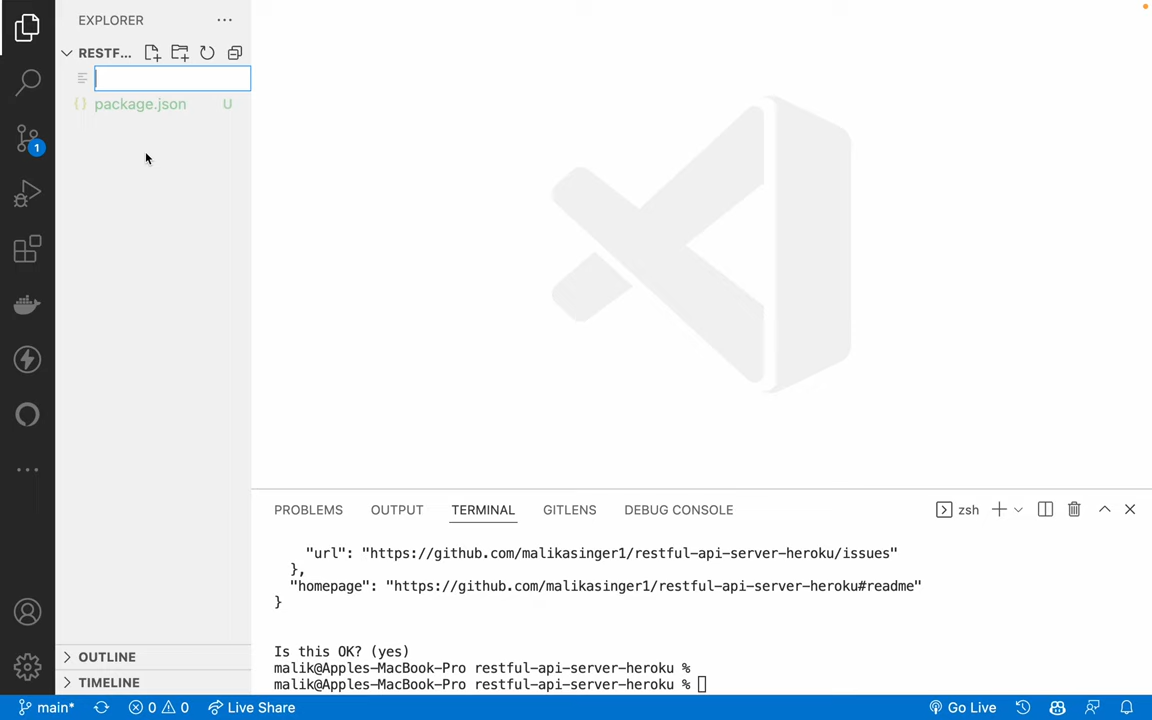 EXPLORER
RESTF...
package.json U
1
PROBLEMS OUTPUT TERMINAL GITLENS DEBUG CONSOLE
zsh
"url": "https://github.com/malikasinger1/restful-api-server-heroku/issues"
},
"homepage": "https://github.com/malikasinger1/restful-api-server-heroku#readme"
}
Is this OK? (yes)
malik@Apples-MacBook-Pro restful-api-server-heroku %
malik@Apples-MacBook-Pro restful-api-server-heroku %
OUTLINE
TIMELINE
main* 0 0 Live Share Go Live